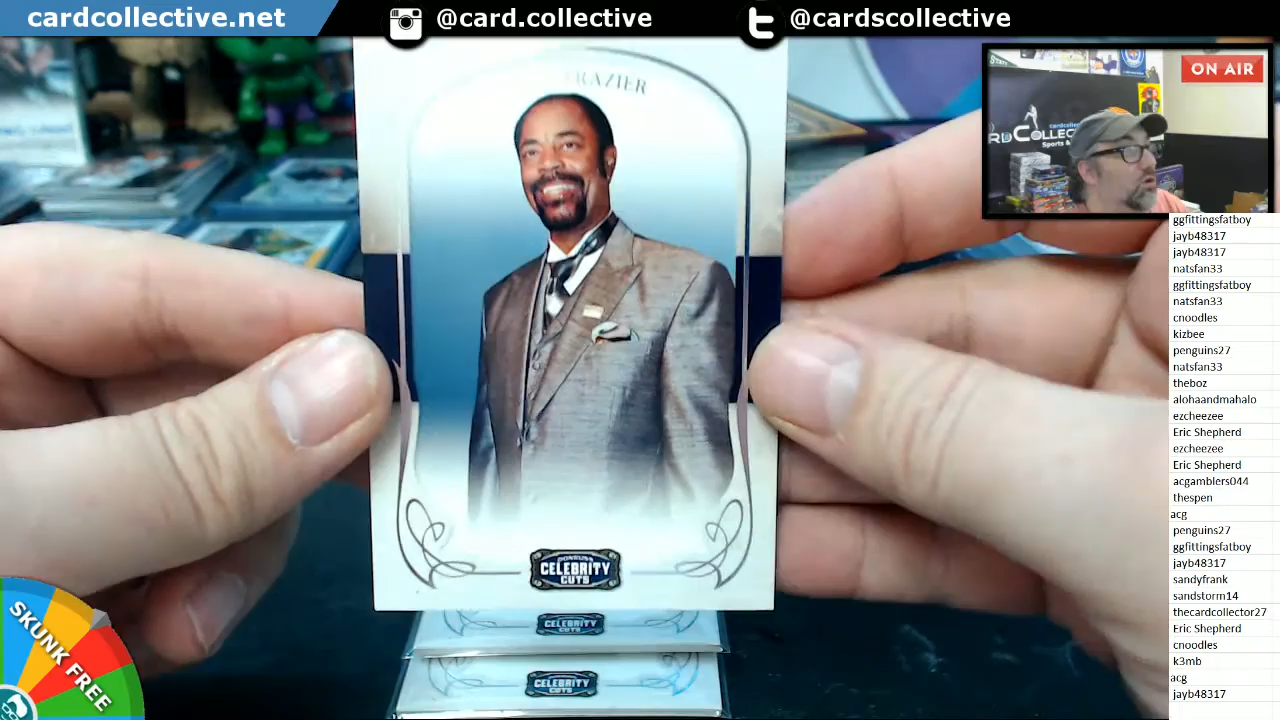 cardcollective.net
@card.collective
@cardscollective
ON AIR
FRAZIER
DONRUSS
CELEBRITY
CUTS
CELEBRITY
CUTS
CELEBRITY
CUTS
SKUNK FREE
ggfittingsfatboy
jayb48317
jayb48317
natsfan33
ggfittingsfatboy
natsfan33
cnoodles
kizbee
penguins27
natsfan33
theboz
alohaandmahalo
ezcheezee
Eric Shepherd
ezcheezee
Eric Shepherd
acgamblers044
thespen
acg
penguins27
ggfittingsfatboy
jayb48317
sandyfrank
sandstorm14
thecardcollector27
Eric Shepherd
cnoodles
k3mb
acg
jayb48317